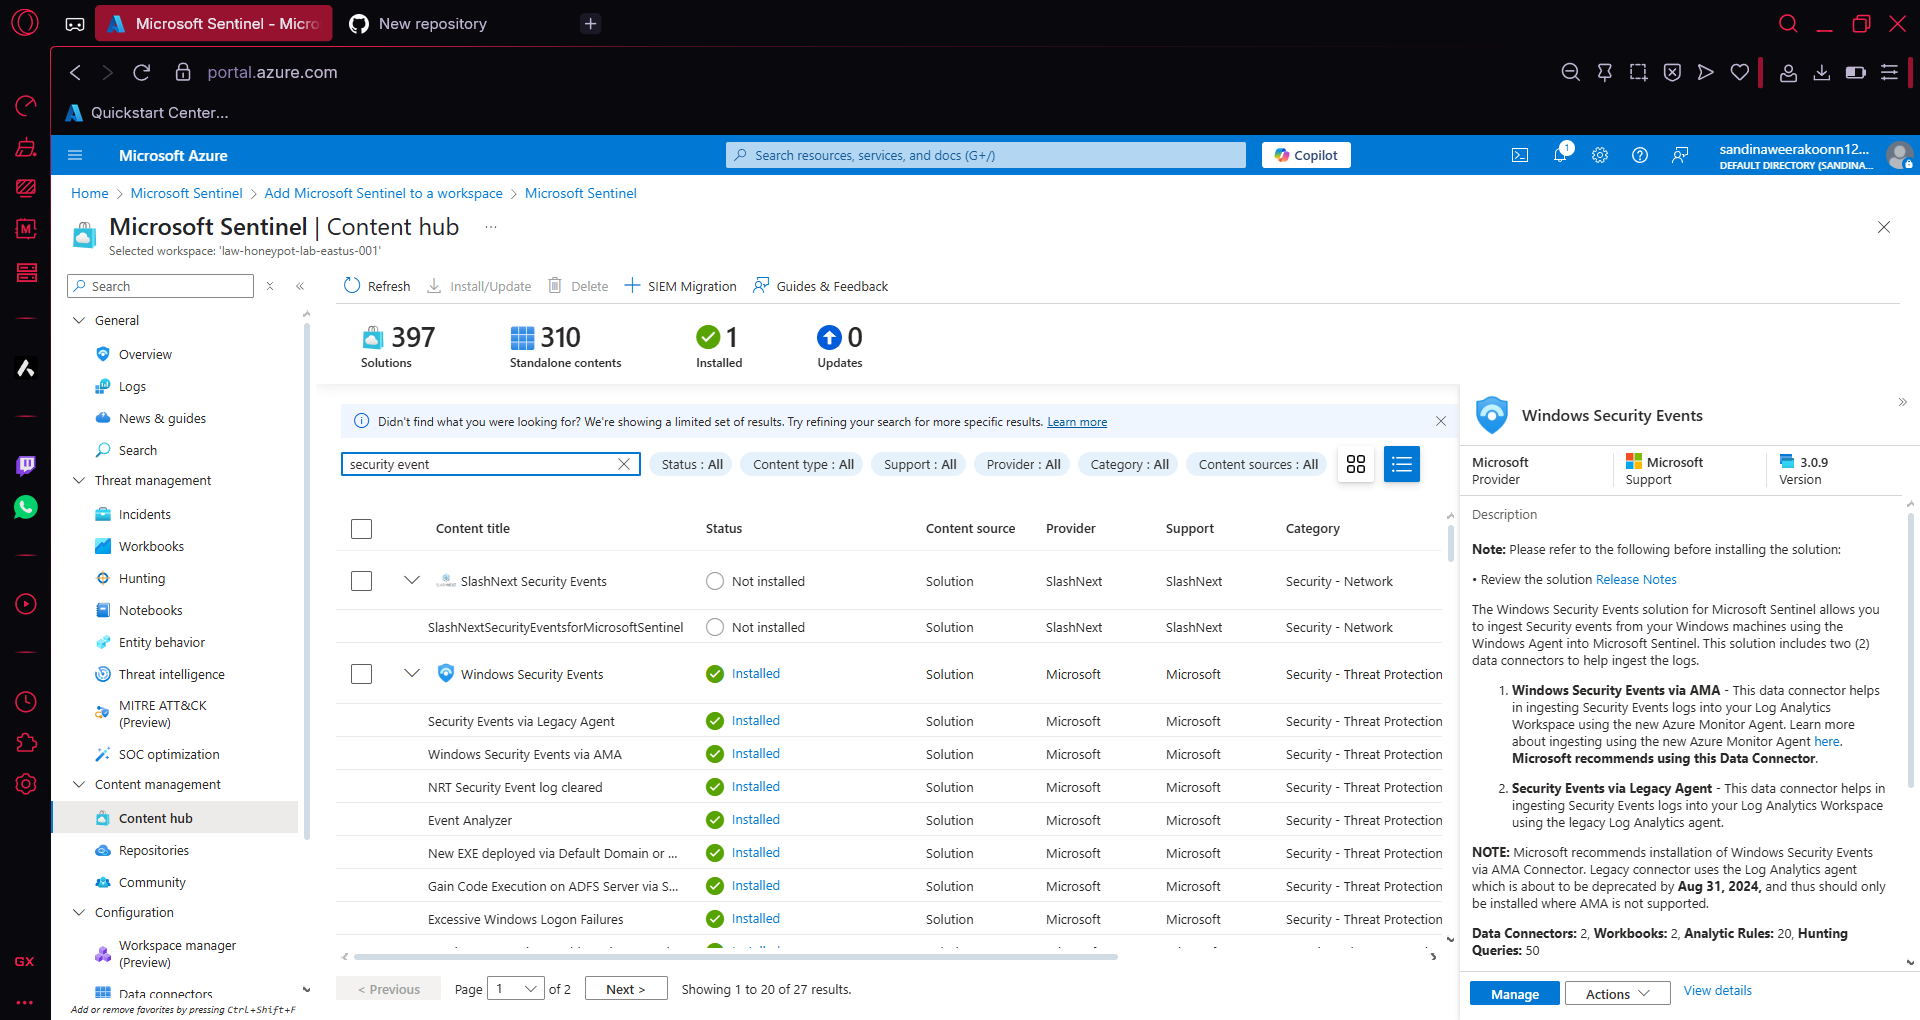 Microsoft Sentinel - Micro
New repository
portal.azure.com
Quickstart Center...
Microsoft Azure
Search resources, services, and docs (G+/)
Copilot
1
sandinaweerakoonn12...
DEFAULT DIRECTORY (SANDINA...
Home > Microsoft Sentinel > Add Microsoft Sentinel to a workspace > Microsoft Sentinel
Microsoft Sentinel | Content hub ...
Selected workspace: 'law-honeypot-lab-eastus-001'
Search
General
Overview
Logs
News & guides
Search
Threat management
Incidents
Workbooks
Hunting
Notebooks
Entity behavior
Threat intelligence
MITRE ATT&CK
(Preview)
SOC optimization
Content management
Content hub
Repositories
Community
Configuration
Workspace manager
(Preview)
Data connectors
Add or remove favorites by pressing Ctrl+Shift+F
GX
M
Refresh Install/Update Delete SIEM Migration Guides & Feedback
397 310 1 0
Solutions Standalone contents Installed Updates
Didn't find what you were looking for? We're showing a limited set of results. Try refining your search for more specific results. Learn more
security event
Status : All Content type : All Support : All Provider : All Category : All Content sources : All
Content title Status Content source Provider Support Category
SlashNext Security Events Not installed Solution SlashNext SlashNext Security - Network
SlashNextSecurityEventsforMicrosoftSentinel Not installed Solution SlashNext SlashNext Security - Network
Windows Security Events Installed Solution Microsoft Microsoft Security - Threat Protection
Security Events via Legacy Agent Installed Solution Microsoft Microsoft Security - Threat Protection
Windows Security Events via AMA Installed Solution Microsoft Microsoft Security - Threat Protection
NRT Security Event log cleared Installed Solution Microsoft Microsoft Security - Threat Protection
Event Analyzer Installed Solution Microsoft Microsoft Security - Threat Protection
New EXE deployed via Default Domain or ... Installed Solution Microsoft Microsoft Security - Threat Protection
Gain Code Execution on ADFS Server via S... Installed Solution Microsoft Microsoft Security - Threat Protection
Excessive Windows Logon Failures Installed Solution Microsoft Microsoft Security - Threat Protection
< Previous Page 1 of 2 Next > Showing 1 to 20 of 27 results.
Windows Security Events
Microsoft Microsoft 3.0.9
Provider Support Version
Description
Note: Please refer to the following before installing the solution:
• Review the solution Release Notes
The Windows Security Events solution for Microsoft Sentinel allows you
to ingest Security events from your Windows machines using the
Windows Agent into Microsoft Sentinel. This solution includes two (2)
data connectors to help ingest the logs.
1. Windows Security Events via AMA - This data connector helps
in ingesting Security Events logs into your Log Analytics
Workspace using the new Azure Monitor Agent. Learn more
about ingesting using the new Azure Monitor Agent here.
Microsoft recommends using this Data Connector.
2. Security Events via Legacy Agent - This data connector helps in
ingesting Security Events logs into your Log Analytics Workspace
using the legacy Log Analytics agent.
NOTE: Microsoft recommends installation of Windows Security Events
via AMA Connector. Legacy connector uses the Log Analytics agent
which is about to be deprecated by Aug 31, 2024, and thus should only
be installed where AMA is not supported.
Data Connectors: 2, Workbooks: 2, Analytic Rules: 20, Hunting
Queries: 50
Manage Actions View details